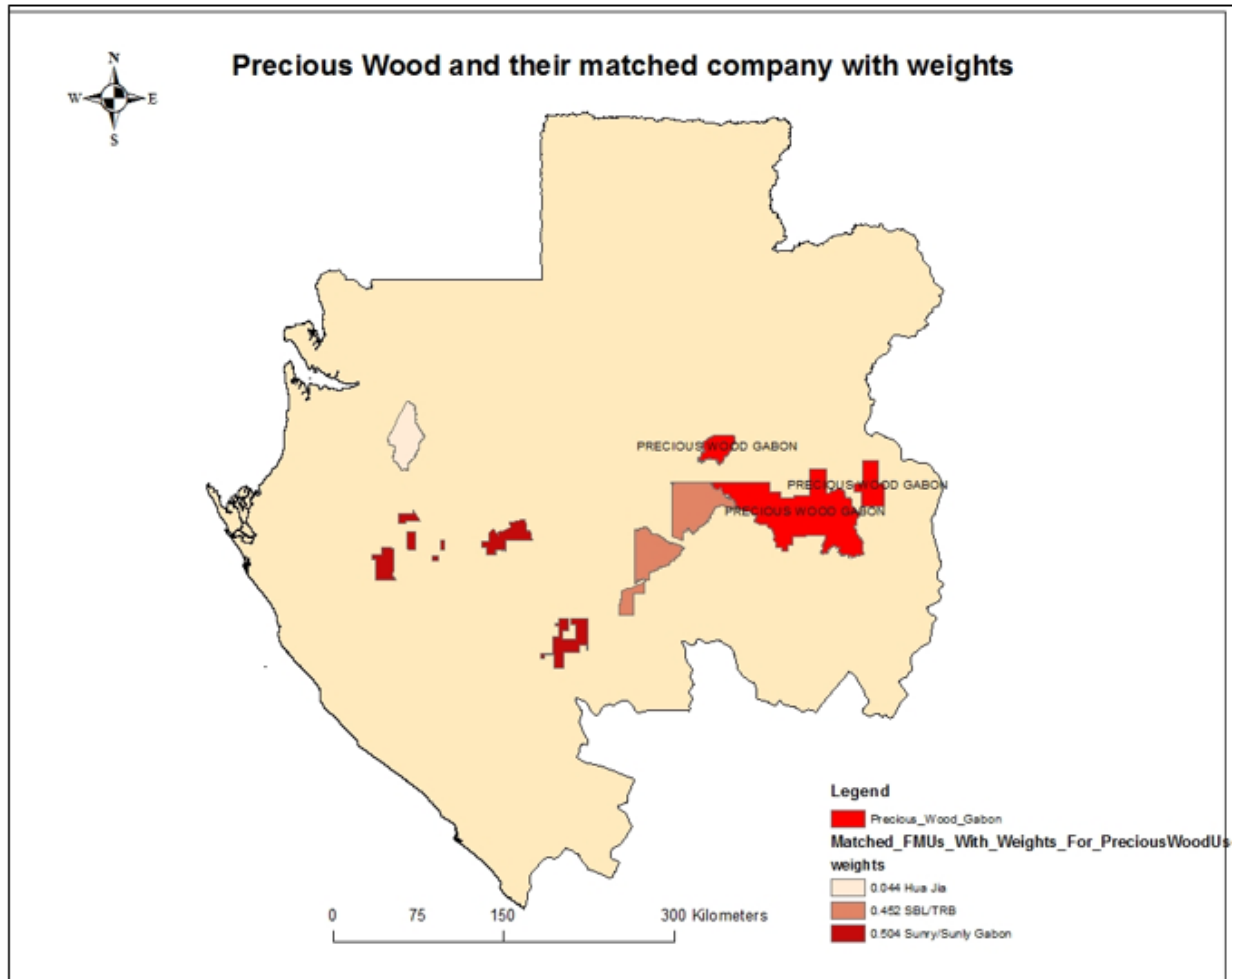 Precious Wood and their matched company with weights
N
W E
S
PRECIOUS WOOD GABON
PRECIOUS WOOD GABON
PRECIOUS WOOD GABON
Legend
Precious_Wood_Gabon
Matched_FMUs_With_Weights_For_PreciousWoodUs
weights
0.044 Hua Jia
0.452 SBL/TRB
0.504 Sunry/Sunly Gabon
0 75 150 300 Kilometers